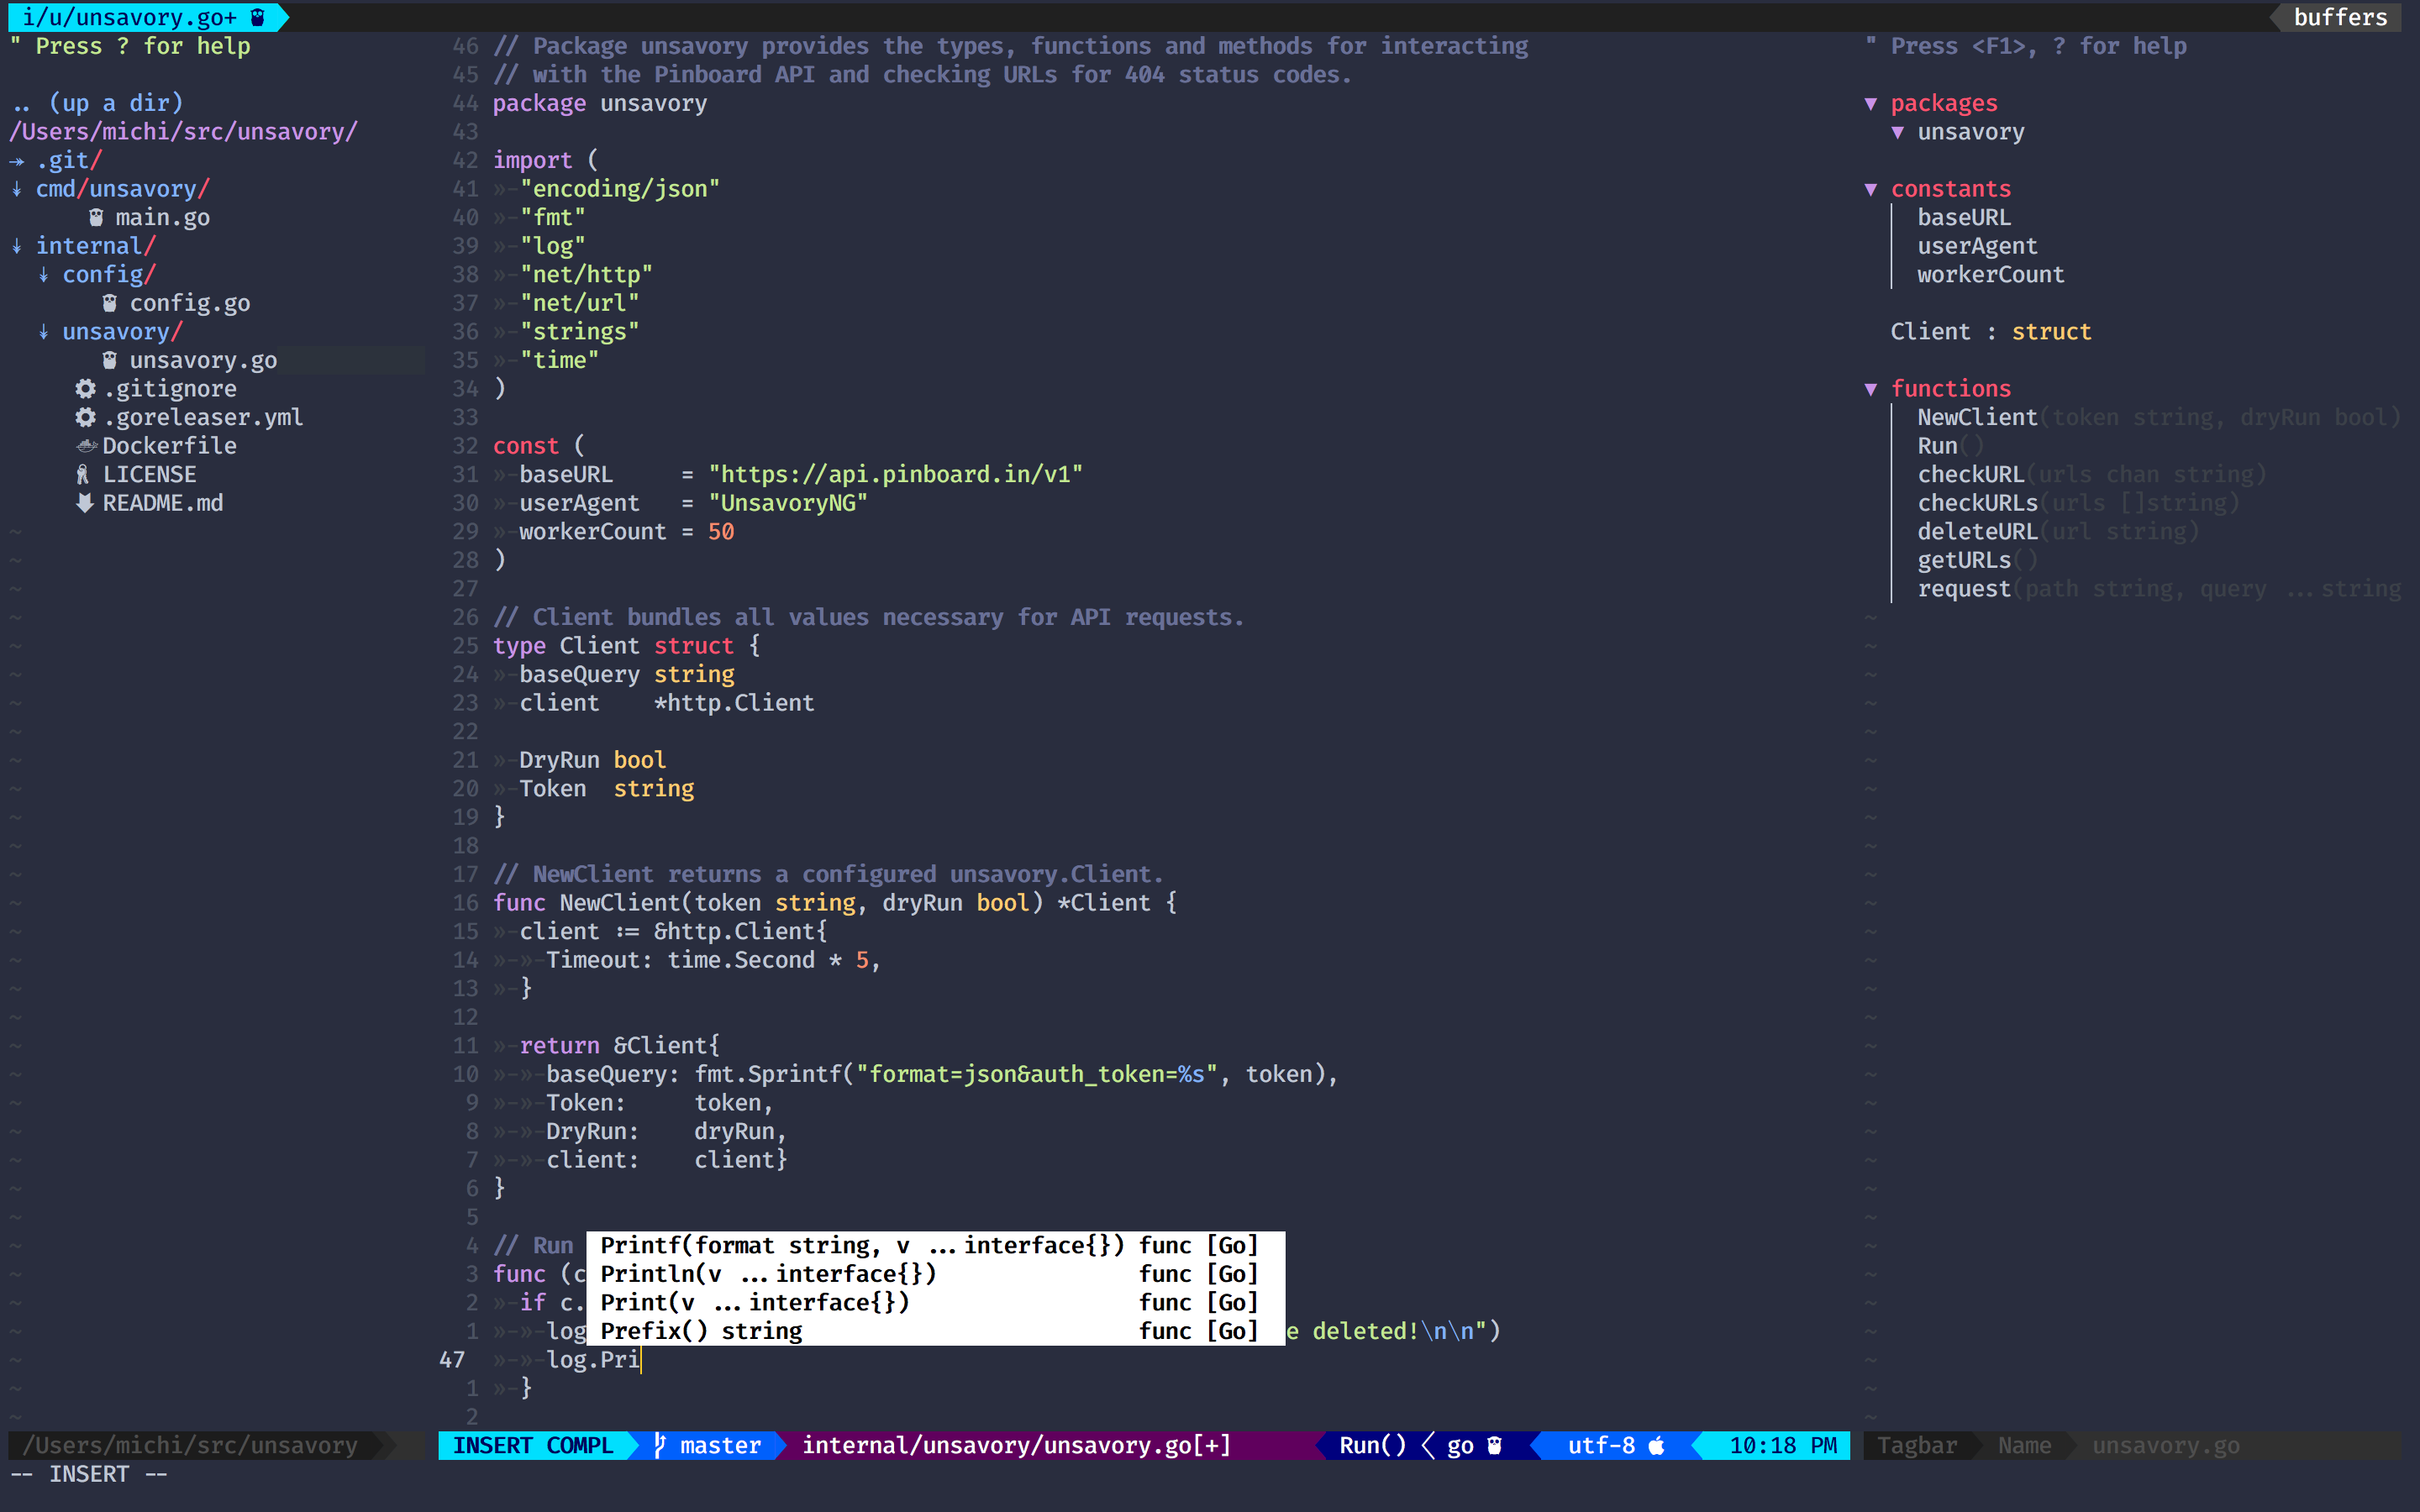 i/u/unsavory.go+
buffers
" Press ? for help
.. (up a dir)
/Users/michi/src/unsavory/
.git/
cmd/unsavory/
main.go
internal/
config/
config.go
unsavory/
unsavory.go
.gitignore
.goreleaser.yml
Dockerfile
LICENSE
README.md
46 // Package unsavory provides the types, functions and methods for interacting
45 // with the Pinboard API and checking URLs for 404 status codes.
44 package unsavory
43
42 import (
41 »-"encoding/json"
40 »-"fmt"
39 »-"log"
38 »-"net/http"
37 »-"net/url"
36 »-"strings"
35 »-"time"
34 )
33
32 const (
31 »-baseURL     = "https://api.pinboard.in/v1"
30 »-userAgent   = "UnsavoryNG"
29 »-workerCount = 50
28 )
27
26 // Client bundles all values necessary for API requests.
25 type Client struct {
24 »-baseQuery string
23 »-client    *http.Client
22
21 »-DryRun bool
20 »-Token  string
19 }
18
17 // NewClient returns a configured unsavory.Client.
16 func NewClient(token string, dryRun bool) *Client {
15 »-client := &http.Client{
14 »-»-Timeout: time.Second * 5,
13 »-}
12
11 »-return &Client{
10 »-»-baseQuery: fmt.Sprintf("format=json&auth_token=%s", token),
9 »-»-Token:     token,
8 »-»-DryRun:    dryRun,
7 »-»-client:    client}
6 }
5
4 // Run
3 func (c
2 »-if c.
1 »-»-log e deleted!\n\n")
47 »-»-log.Pri
1 »-}
2
Printf(format string, v ...interface{}) func [Go]
Println(v ...interface{}) func [Go]
Print(v ...interface{}) func [Go]
Prefix() string func [Go]
" Press <F1>, ? for help
▼ packages
▼ unsavory
▼ constants
baseURL
userAgent
workerCount
Client : struct
▼ functions
NewClient(token string, dryRun bool)
Run()
checkURL(urls chan string)
checkURLs(urls []string)
deleteURL(url string)
getURLs()
request(path string, query ...string
/Users/michi/src/unsavory
INSERT COMPL master internal/unsavory/unsavory.go[+] Run() go utf-8 10:18 PM
Tagbar Name unsavory.go
-- INSERT --